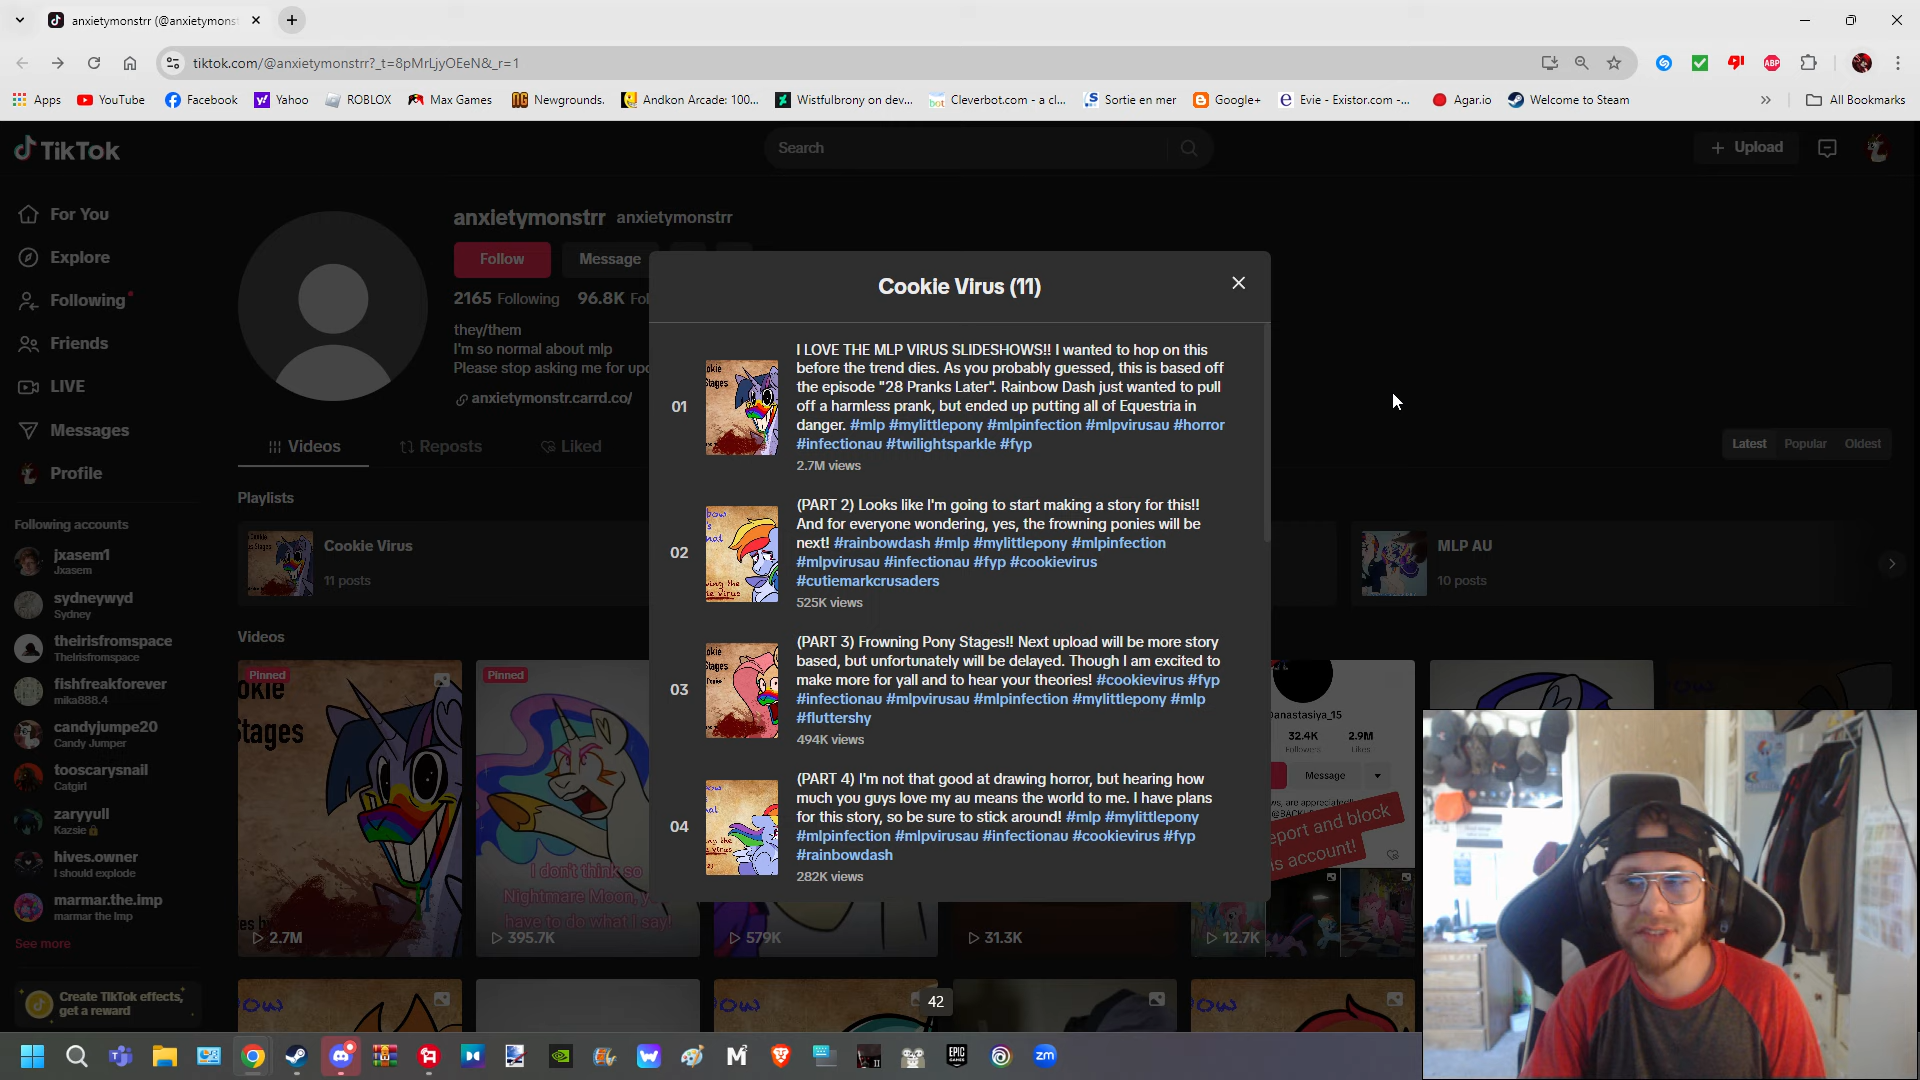 anxietymonstrr (@anxietymonst
tiktok.com/@anxietymonstrr?_t=8pMrLjyOEeN&_r=1
Apps
YouTube
Facebook
Yahoo
ROBLOX
Max Games
Newgrounds.
Andkon Arcade: 100...
Wistfulbrony on dev...
Cleverbot.com - a cl...
Sortie en mer
Google+
Evie - Existor.com -...
Agar.io
Welcome to Steam
All Bookmarks
TikTok
Search
Upload
For You
Explore
Following
Friends
LIVE
Messages
Profile
Following accounts
jxasem1
Jxasem
sydneywyd
Sydney
theirisfromspace
TheIrisfromspace
fishfreakforever
mika888.4
candyjumpe20
Candy Jumper
tooscarysnail
Catgirl
zaryyull
Kazsie
hives.owner
I should explode
marmar.the.imp
marmar the Imp
See more
Create TikTok effects,
get a reward
anxietymonstrr anxietymonstrr
Follow
Message
2165 Following 96.8K Fol
they/them
I'm so normal about mlp
Please stop asking me for upd
anxietymonstr.carrd.co/
Videos
Reposts
Liked
Latest
Popular
Oldest
Playlists
Cookie Virus
11 posts
MLP AU
10 posts
Videos
Cookie Virus (11)
01
I LOVE THE MLP VIRUS SLIDESHOWS!! I wanted to hop on this
before the trend dies. As you probably guessed, this is based off
the episode "28 Pranks Later". Rainbow Dash just wanted to pull
off a harmless prank, but ended up putting all of Equestria in
danger. #mlp #mylittlepony #mlpinfection #mlpvirusau #horror
#infectionau #twilightsparkle #fyp
2.7M views
02
(PART 2) Looks like I'm going to start making a story for this!!
And for everyone wondering, yes, the frowning ponies will be
next! #rainbowdash #mlp #mylittlepony #mlpinfection
#mlpvirusau #infectionau #fyp #cookievirus
#cutiemarkcrusaders
525K views
03
(PART 3) Frowning Pony Stages!! Next upload will be more story
based, but unfortunately will be delayed. Though I am excited to
make more for yall and to hear your theories! #cookievirus #fyp
#infectionau #mlpvirusau #mlpinfection #mylittlepony #mlp
#fluttershy
494K views
04
(PART 4) I'm not that good at drawing horror, but hearing how
much you guys love my au means the world to me. I have plans
for this story, so be sure to stick around! #mlp #mylittlepony
#mlpinfection #mlpvirusau #infectionau #cookievirus #fyp
#rainbowdash
282K views
Pinned
okie
Stages
2.7M
Pinned
I don't think so
Nightmare Moon, y
have to do what I say!
395.7K
579K
31.3K
anastasiya_15
32.4K
Followers
2.9M
Likes
Message
eport and block
s account!
12.7K
42
ABP
EPIC
zm